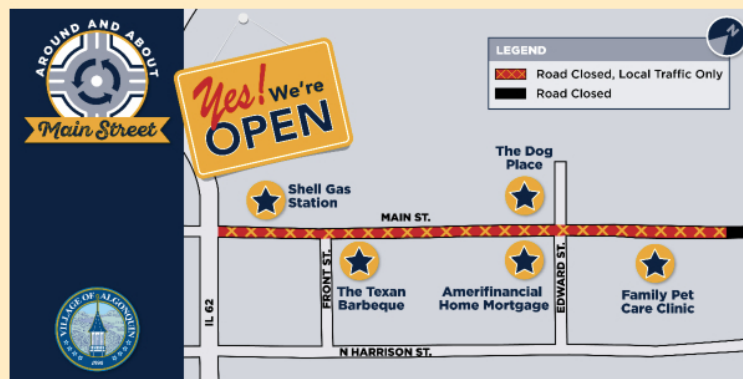 AROUND AND ABOUT
Main Street
Yes! We're
OPEN
N
LEGEND
Road Closed, Local Traffic Only
Road Closed
The Dog
Place
Shell Gas
Station
MAIN ST.
The Texan
Barbeque
Amerifinancial
Home Mortgage
Family Pet
Care Clinic
IL 62
FRONT ST.
EDWARD ST.
N HARRISON ST.
VILLAGE OF ALGONQUIN